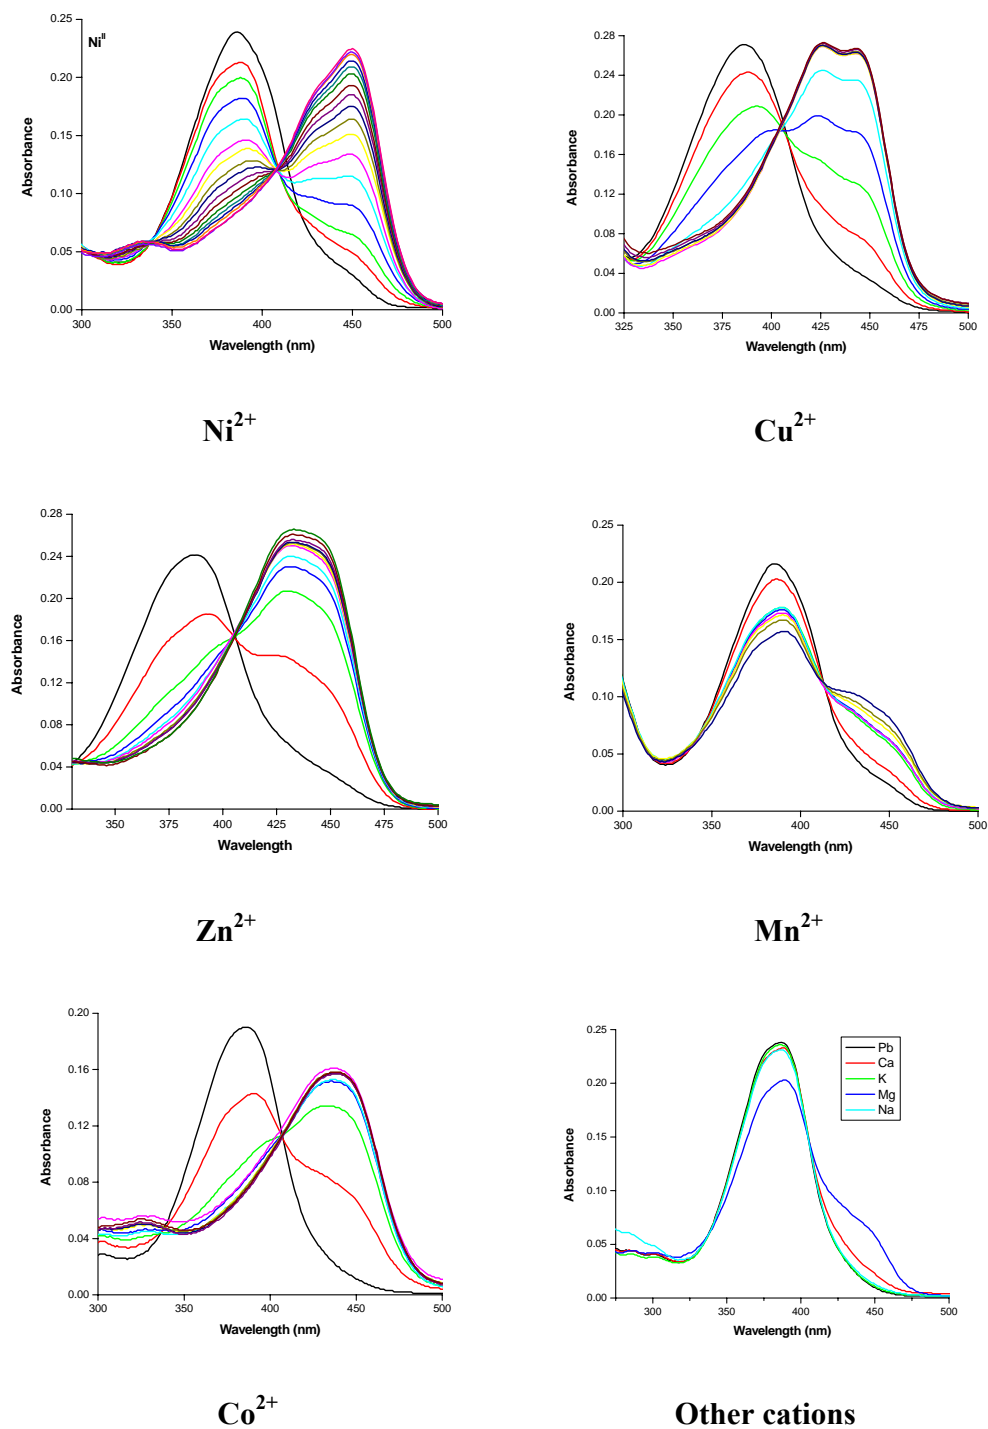 Ni^II
Absorbance
0.25
0.20
0.15
0.10
0.05
0.00
300 350 400 450 500
Wavelength (nm)
Ni²⁺
Absorbance
0.28
0.24
0.20
0.16
0.12
0.08
0.04
0.00
325 350 375 400 425 450 475 500
Wavelength (nm)
Cu²⁺
Absorbance
0.28
0.24
0.20
0.16
0.12
0.08
0.04
0.00
350 375 400 425 450 475 500
Wavelength
Zn²⁺
Absorbance
0.25
0.20
0.15
0.10
0.05
0.00
300 350 400 450 500
Wavelength (nm)
Mn²⁺
Absorbance
0.20
0.16
0.12
0.08
0.04
0.00
300 350 400 450 500
Wavelength (nm)
Co²⁺
Absorbance
0.25
0.20
0.15
0.10
0.05
0.00
300 350 400 450 500
Wavelength (nm)
Pb
Ca
K
Mg
Na
Other cations